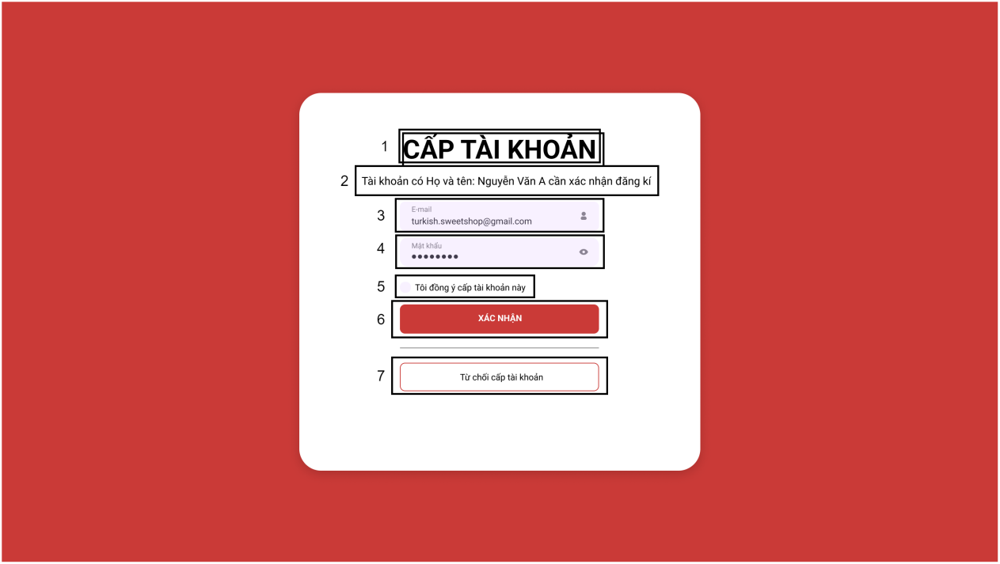 1 CẤP TÀI KHOẢN
2 Tài khoản có Họ và tên: Nguyễn Văn A cần xác nhận đăng kí
E-mail
3 turkish.sweetshop@gmail.com
Mật khẩu
4 ●●●●●●●●
5 Tôi đồng ý cấp tài khoản này
6 XÁC NHẬN
7 Từ chối cấp tài khoản